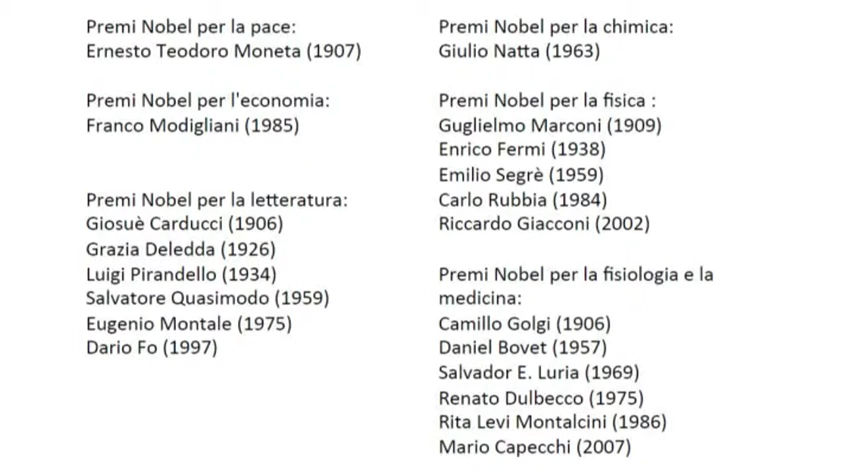 Premi Nobel per la pace:
Ernesto Teodoro Moneta (1907)
Premi Nobel per l'economia:
Franco Modigliani (1985)
Premi Nobel per la letteratura:
Giosuè Carducci (1906)
Grazia Deledda (1926)
Luigi Pirandello (1934)
Salvatore Quasimodo (1959)
Eugenio Montale (1975)
Dario Fo (1997)
Premi Nobel per la chimica:
Giulio Natta (1963)
Premi Nobel per la fisica :
Guglielmo Marconi (1909)
Enrico Fermi (1938)
Emilio Segrè (1959)
Carlo Rubbia (1984)
Riccardo Giacconi (2002)
Premi Nobel per la fisiologia e la
medicina:
Camillo Golgi (1906)
Daniel Bovet (1957)
Salvador E. Luria (1969)
Renato Dulbecco (1975)
Rita Levi Montalcini (1986)
Mario Capecchi (2007)